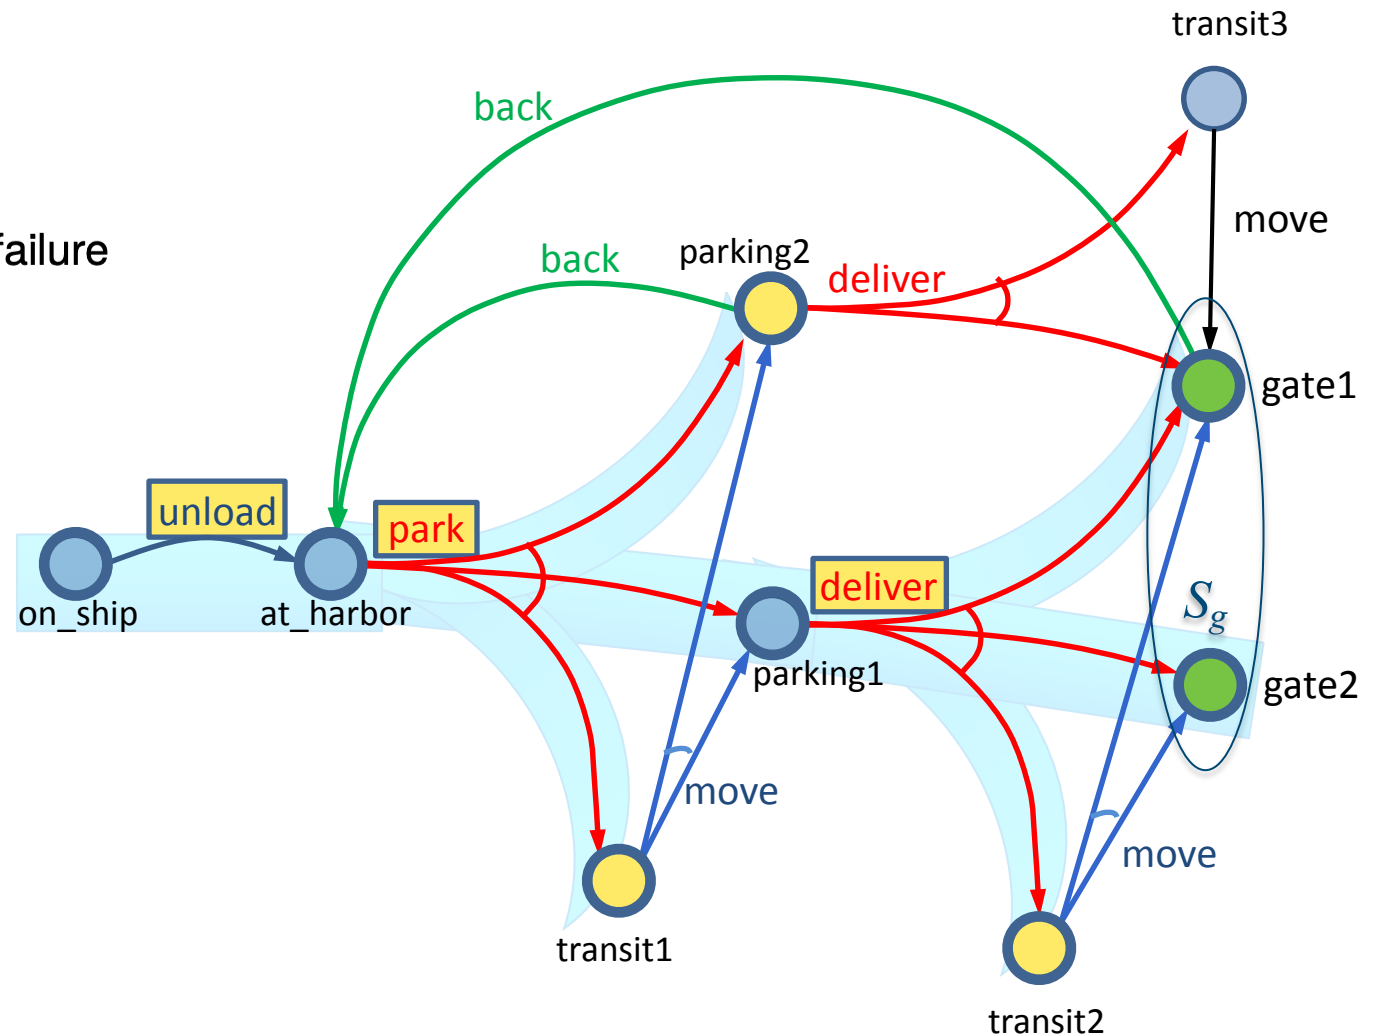 transit3
back
move
failure
parking2
back
deliver
gate1
unload
park
deliver
on_ship
at_harbor
Sg
parking1
gate2
move
move
transit1
transit2